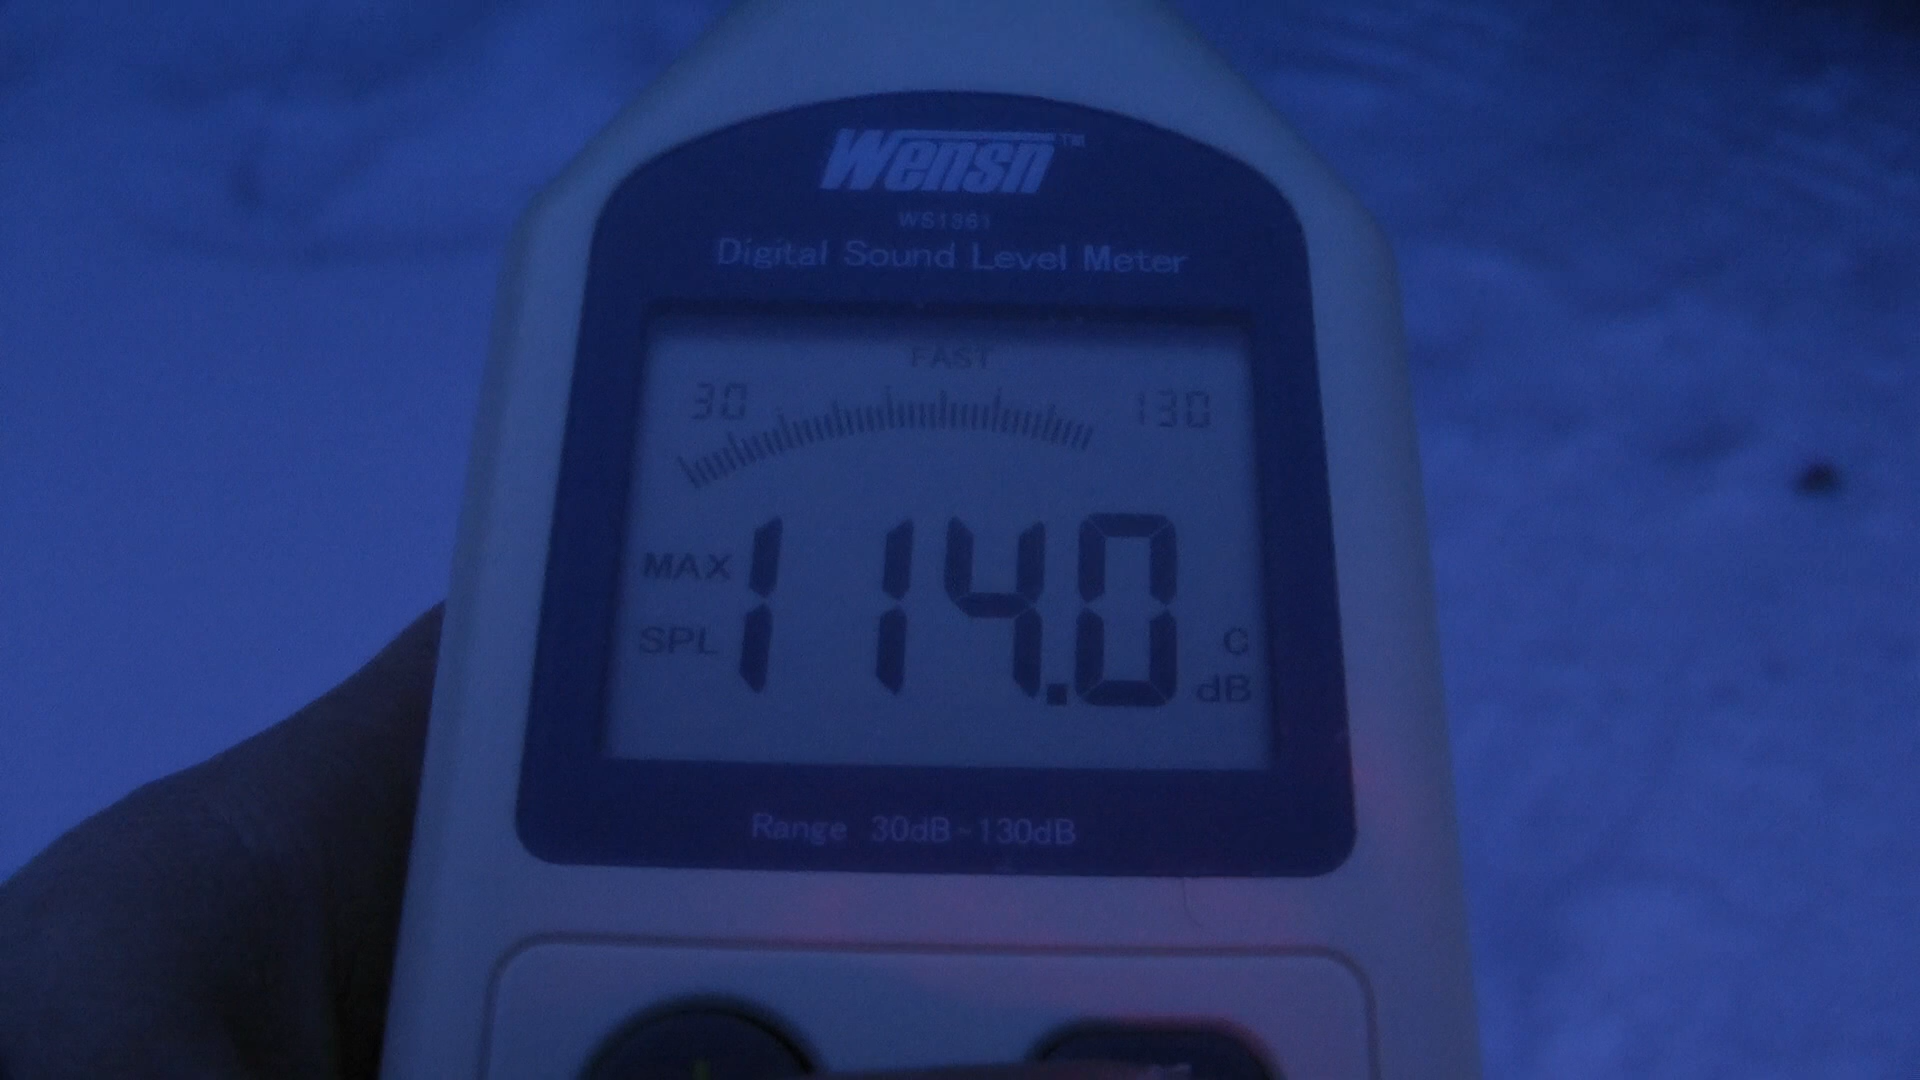 Wensn™
WS1361
Digital Sound Level Meter
FAST
30 130
MAX
114.0
SPL
C
dB
Range 30dB~130dB